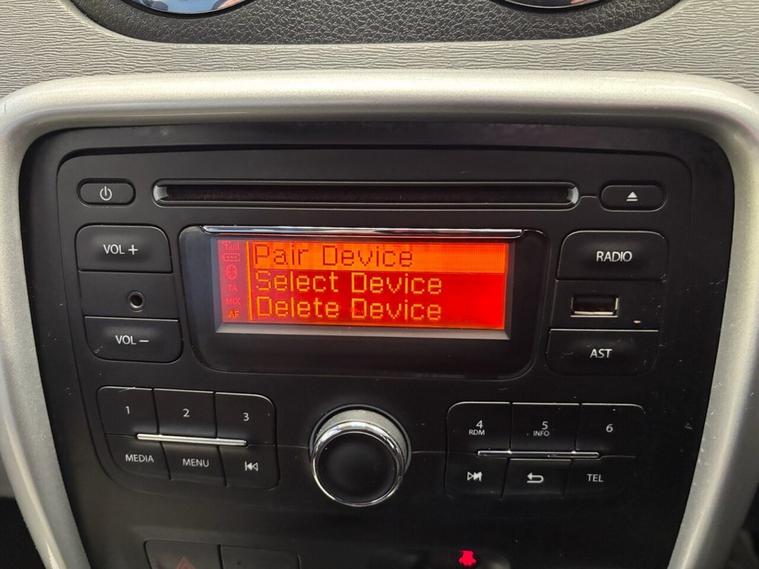 VOL +
VOL –
Pair Device
Select Device
Delete Device
TA
MIX
AF
RADIO
AST
1
2
3
MEDIA
MENU
4
RDM
5
INFO
6
TEL